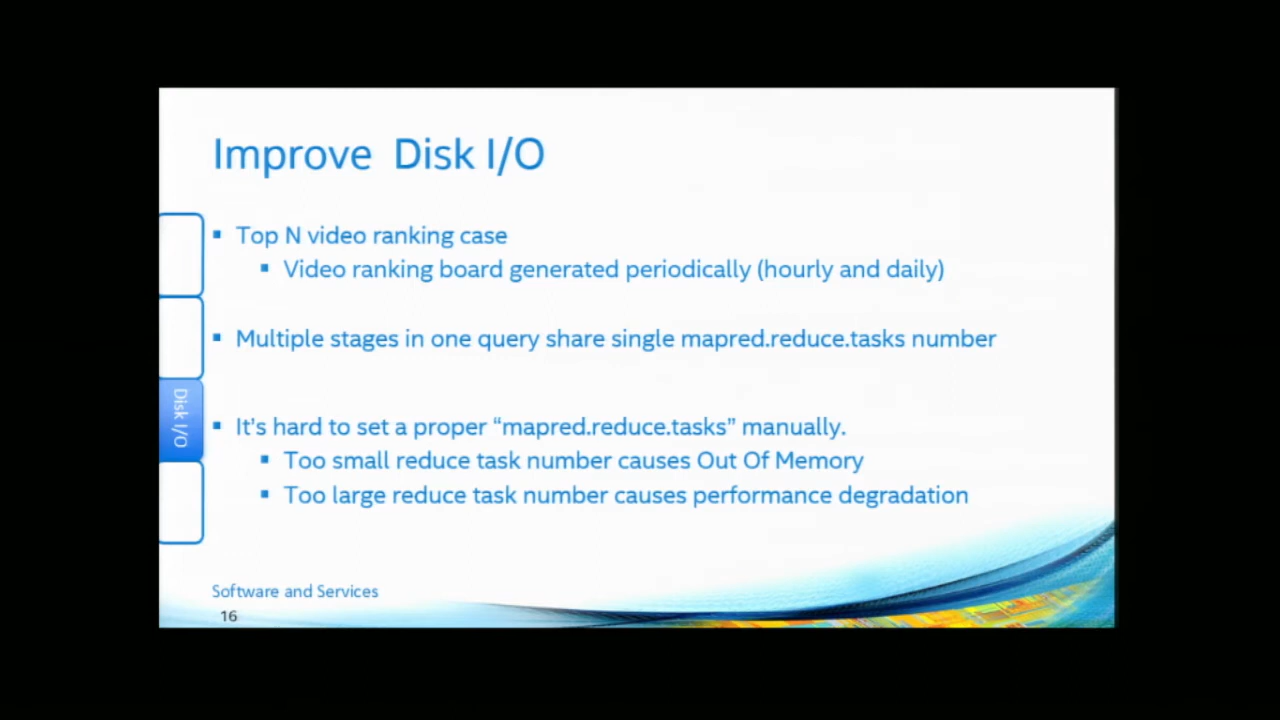 Improve Disk I/O
▪ Top N video ranking case
▪ Video ranking board generated periodically (hourly and daily)
▪ Multiple stages in one query share single mapred.reduce.tasks number
Disk I/O
▪ It's hard to set a proper “mapred.reduce.tasks” manually.
▪ Too small reduce task number causes Out Of Memory
▪ Too large reduce task number causes performance degradation
Software and Services
16